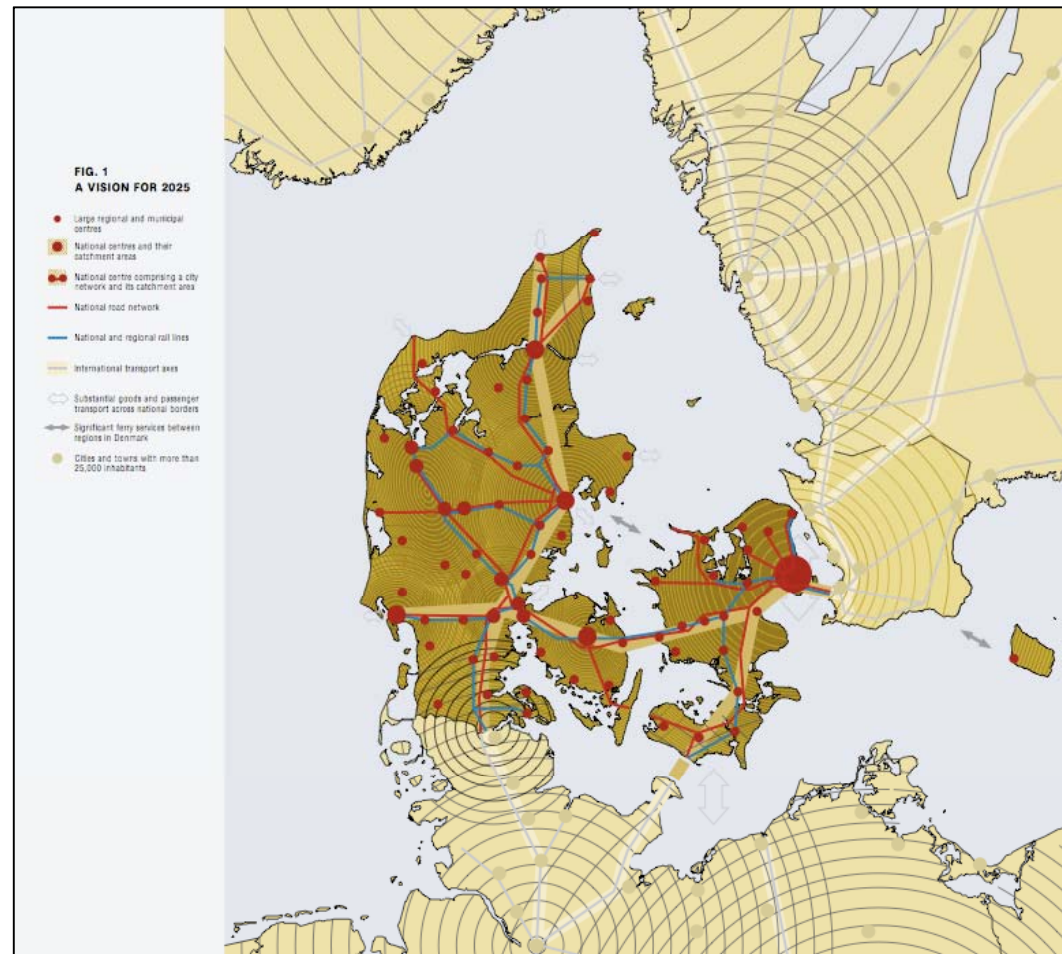 FIG. 1
A VISION FOR 2025
Large regional and municipal
centres
National centres and their
catchment areas
National centre comprising a city
network and its catchment area
National road network
National and regional rail lines
International transport axes
Substantial goods and passenger
transport across national borders
Significant ferry services between
regions in Denmark
Cities and towns with more than
25,000 inhabitants